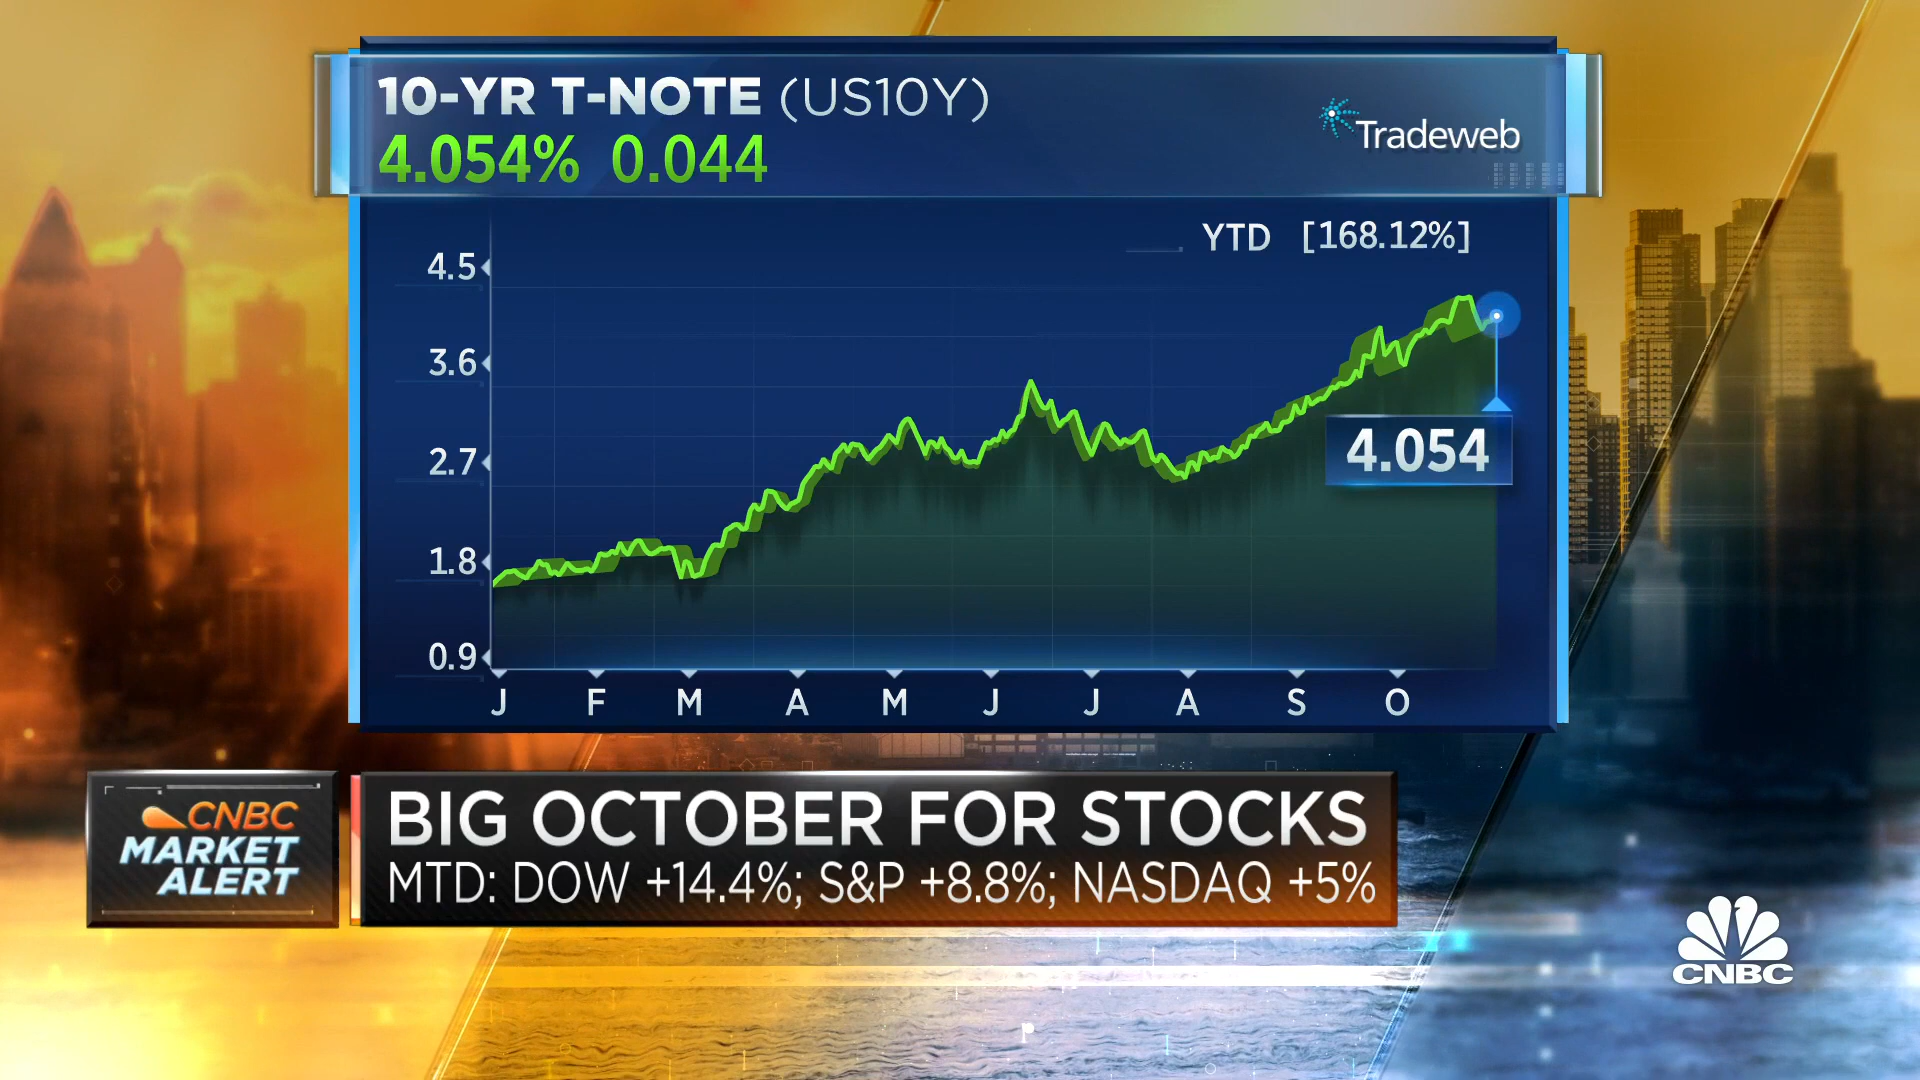 10-YR T-NOTE (US10Y)
4.054% 0.044
Tradeweb
YTD [168.12%]
4.5
3.6
2.7
1.8
0.9
4.054
J F M A M J J A S O
CNBC
MARKET
ALERT
BIG OCTOBER FOR STOCKS
MTD: DOW +14.4%; S&P +8.8%; NASDAQ +5%
CNBC